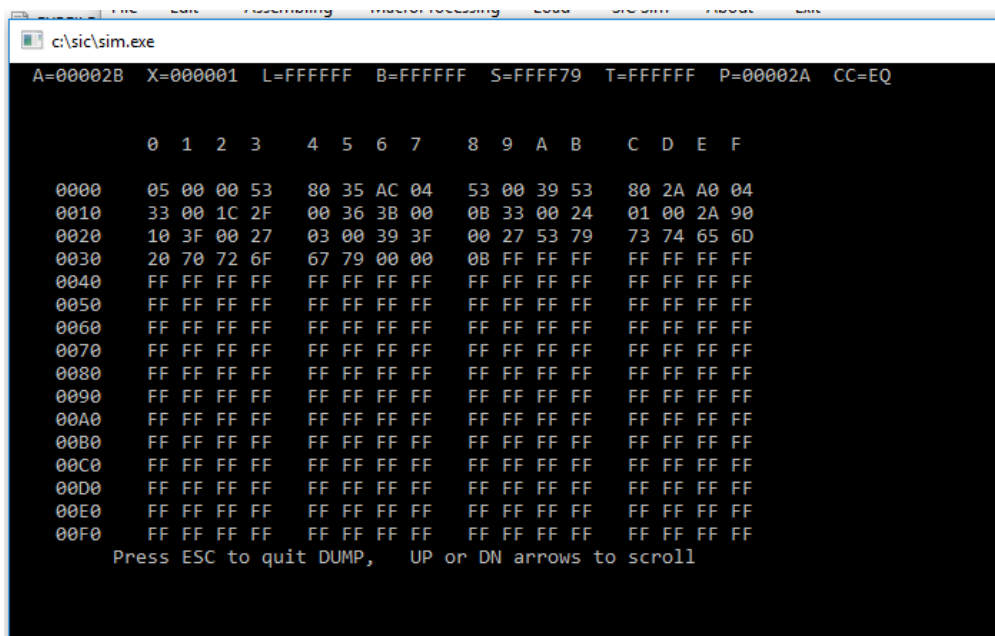 c:\sic\sim.exe
A=00002B X=000001 L=FFFFFF B=FFFFFF S=FFFF79 T=FFFFFF P=00002A CC=EQ
0 1 2 3 4 5 6 7 8 9 A B C D E F
0000 05 00 00 53 80 35 AC 04 53 00 39 53 80 2A A0 04
0010 33 00 1C 2F 00 36 3B 00 0B 33 00 24 01 00 2A 90
0020 10 3F 00 27 03 00 39 3F 00 27 53 79 73 74 65 6D
0030 20 70 72 6F 67 79 00 00 0B FF FF FF FF FF FF FF
0040 FF FF FF FF FF FF FF FF FF FF FF FF FF FF FF FF
0050 FF FF FF FF FF FF FF FF FF FF FF FF FF FF FF FF
0060 FF FF FF FF FF FF FF FF FF FF FF FF FF FF FF FF
0070 FF FF FF FF FF FF FF FF FF FF FF FF FF FF FF FF
0080 FF FF FF FF FF FF FF FF FF FF FF FF FF FF FF FF
0090 FF FF FF FF FF FF FF FF FF FF FF FF FF FF FF FF
00A0 FF FF FF FF FF FF FF FF FF FF FF FF FF FF FF FF
00B0 FF FF FF FF FF FF FF FF FF FF FF FF FF FF FF FF
00C0 FF FF FF FF FF FF FF FF FF FF FF FF FF FF FF FF
00D0 FF FF FF FF FF FF FF FF FF FF FF FF FF FF FF FF
00E0 FF FF FF FF FF FF FF FF FF FF FF FF FF FF FF FF
00F0 FF FF FF FF FF FF FF FF FF FF FF FF FF FF FF FF
Press ESC to quit DUMP, UP or DN arrows to scroll